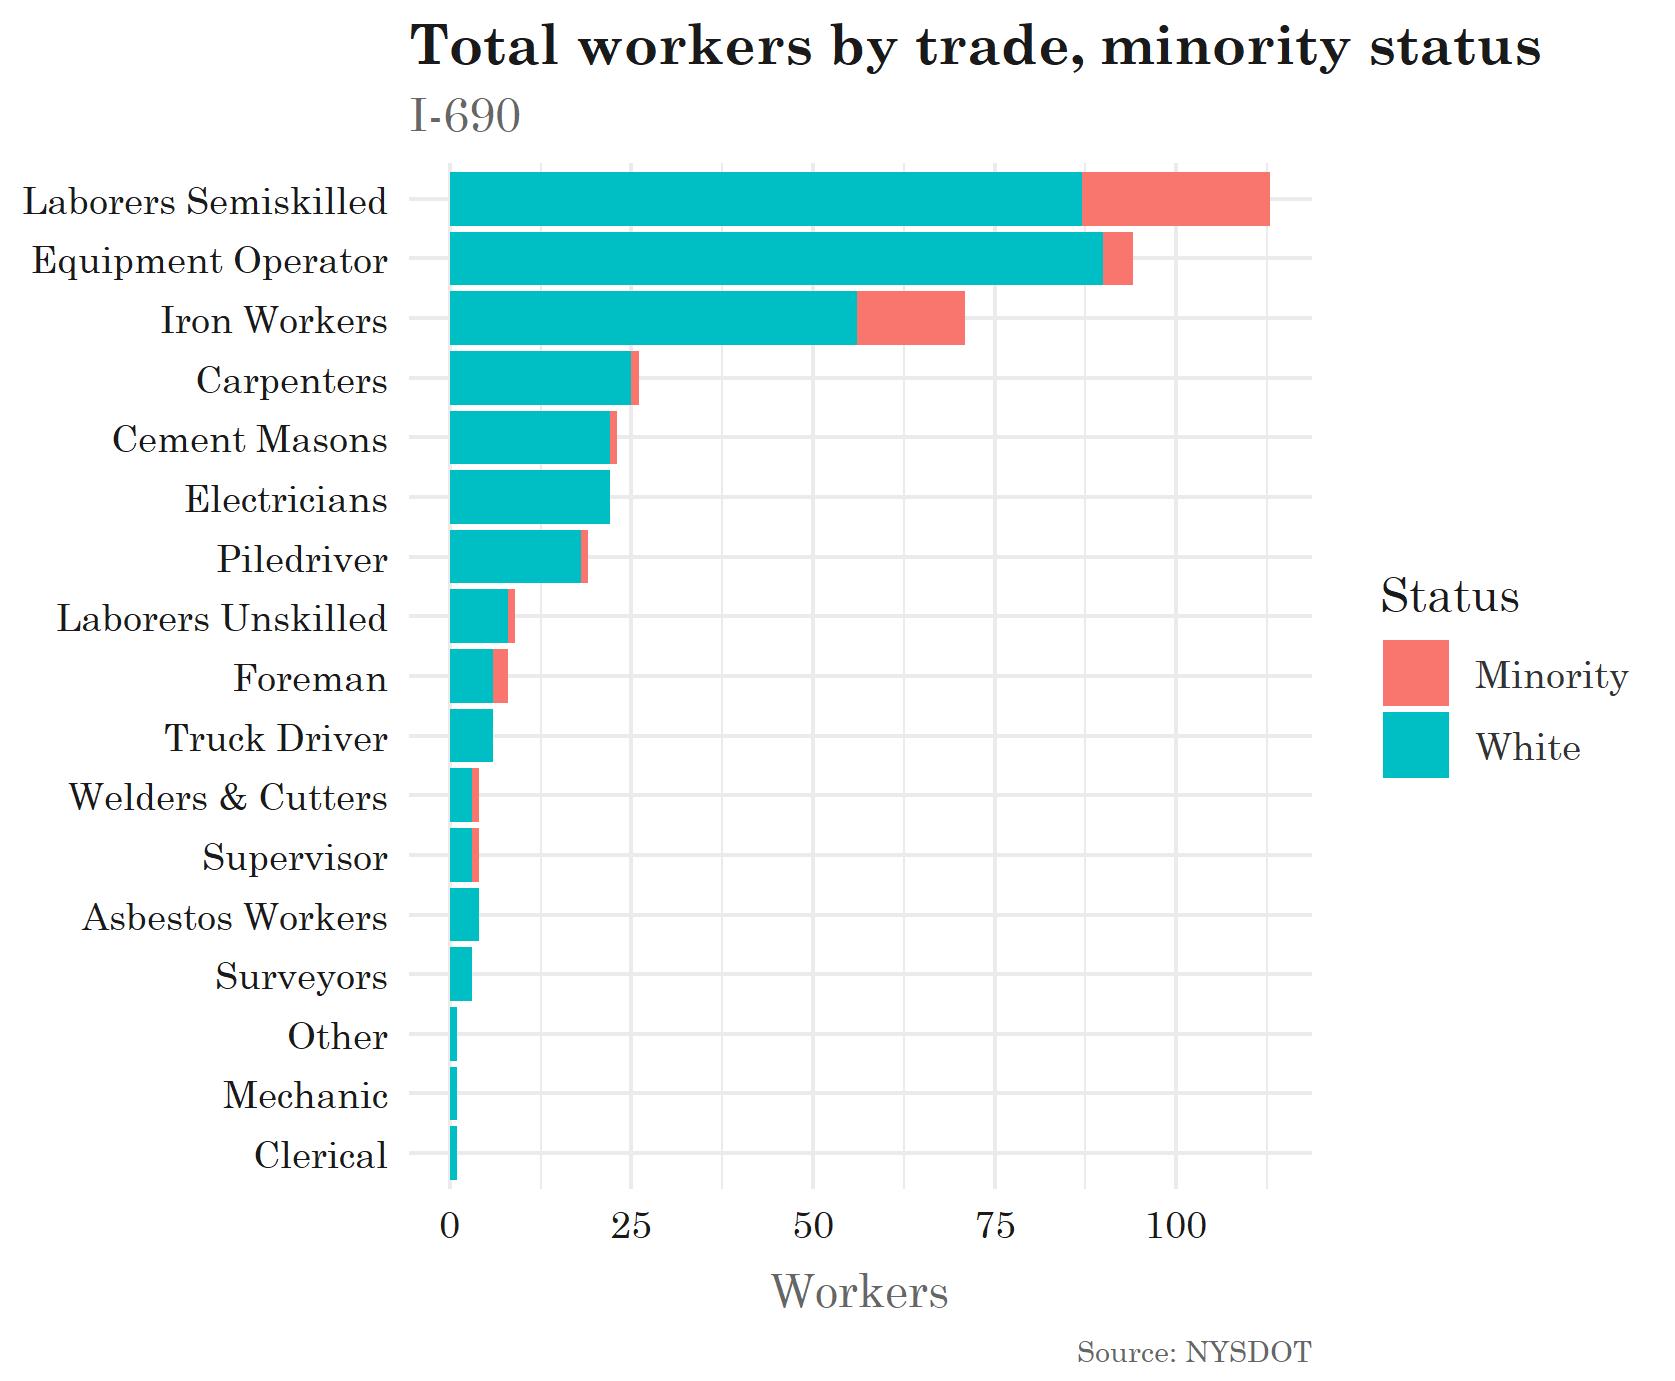 Total workers by trade, minority status
I-690
Laborers Semiskilled
Equipment Operator
Iron Workers
Carpenters
Cement Masons
Electricians
Piledriver
Laborers Unskilled
Foreman
Truck Driver
Welders & Cutters
Supervisor
Asbestos Workers
Surveyors
Other
Mechanic
Clerical
0 25 50 75 100
Workers
Status
Minority
White
Source: NYSDOT